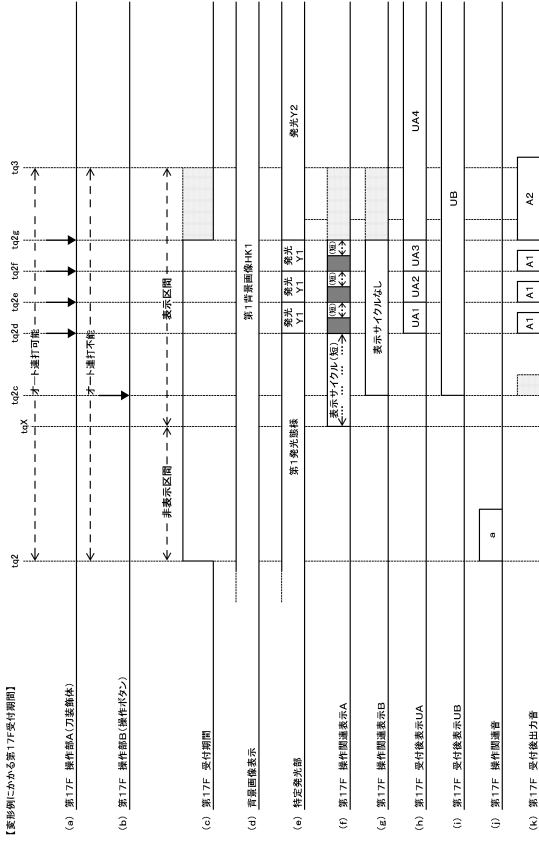 【変形例にかかる第17F受付期間】
tq2
tqX
tq2c
tq2d
tq2e
tq2f
tq2g
tq3
オート連打可能
(a) 第17F 操作部A(刀装飾体)
オート連打不能
(b) 第17F 操作部B(操作ボタン)
非表示区間
表示区間
(c) 第17F 受付期間
(d) 背景画像表示
第1背景画像HK1
(e) 特定発光部
第1発光態様
発光Y1
発光Y1
発光Y1
発光Y2
(f) 第17F 操作関連表示A
表示サイクル(短)
(短)
(短)
(短)
(g) 第17F 操作関連表示B
表示サイクルなし
(h) 第17F 受付後表示UA
UA1
UA2
UA3
UA4
(i) 第17F 受付後表示UB
UB
(j) 第17F 操作関連音
a
(k) 第17F 受付後出力音
A1
A1
A1
A2